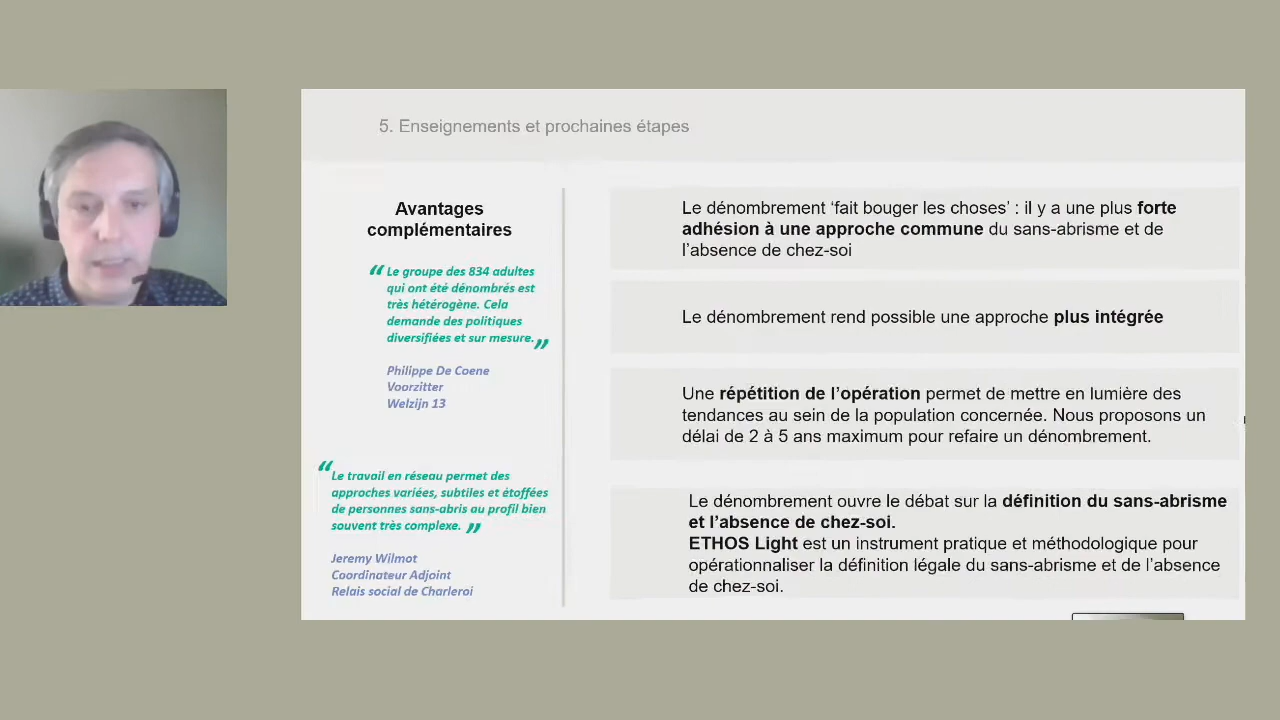 5. Enseignements et prochaines étapes
Avantages
complémentaires
“ Le groupe des 834 adultes
qui ont été dénombrés est
très hétérogène. Cela
demande des politiques
diversifiées et sur mesure. ”
Philippe De Coene
Voorzitter
Welzijn 13
“ Le travail en réseau permet des
approches variées, subtiles et étoffées
de personnes sans-abris au profil bien
souvent très complexe. ”
Jeremy Wilmot
Coordinateur Adjoint
Relais social de Charleroi
Le dénombrement ‘fait bouger les choses’ : il y a une plus forte
adhésion à une approche commune du sans-abrisme et de
l’absence de chez-soi
Le dénombrement rend possible une approche plus intégrée
Une répétition de l’opération permet de mettre en lumière des
tendances au sein de la population concernée. Nous proposons un
délai de 2 à 5 ans maximum pour refaire un dénombrement.
Le dénombrement ouvre le débat sur la définition du sans-abrisme
et l’absence de chez-soi.
ETHOS Light est un instrument pratique et méthodologique pour
opérationnaliser la définition légale du sans-abrisme et de l’absence
de chez-soi.